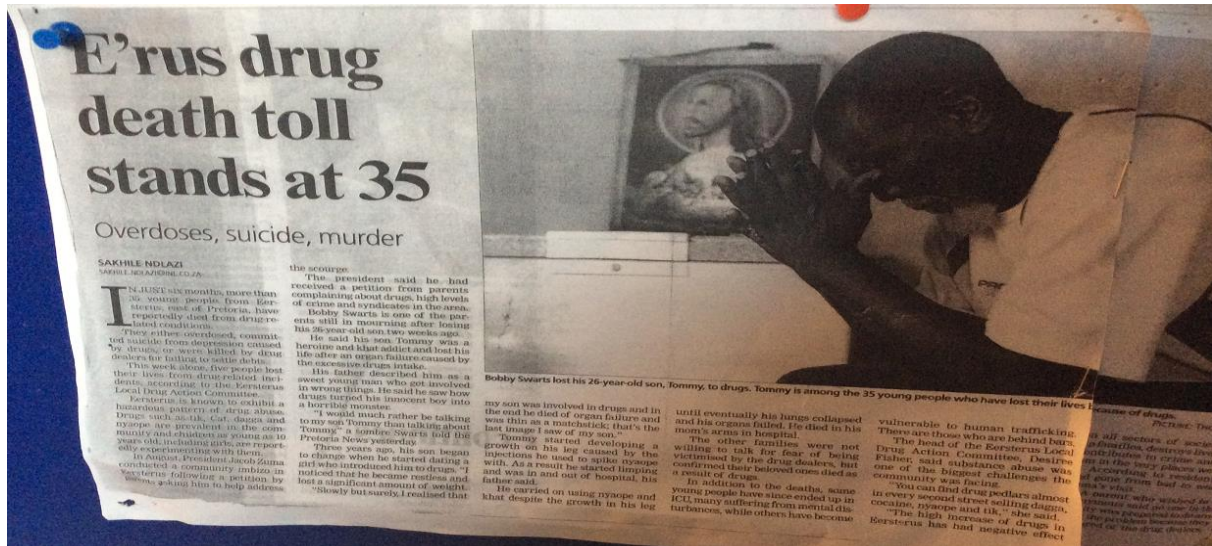 E'rus drug
death toll
stands at 35
Overdoses, suicide, murder
SAKHILE NDLAZI
SAKHILE.NDLAZI@INL.CO.ZA
IN JUST six months, more than
35 young people from Eer-
sterus, east of Pretoria, have
reportedly died from drug-re-
lated conditions.
They either overdosed, commit-
ted suicide from depression caused
by drugs, or were killed by drug
dealers for failing to settle debts.
This week alone, five people lost
their lives from drug-related inci-
dents, according to the Eersterus
Local Drug Action Committee.
Eersterus is known to exhibit a
hazardous pattern of drug abuse.
Drugs such as tik, Cat, dagga and
nyaope are prevalent in the com-
munity and children as young as 10
years old, including girls, are report-
edly experimenting with them.
In August, President Jacob Zuma
conducted a community imbizo in
Eersterus following a petition by
parents asking him to help address
the scourge.
The president said he had
received a petition from parents
complaining about drugs, high levels
of crime and syndicates in the area.
Bobby Swarts is one of the par-
ents still in mourning after losing
his 26-year-old son two weeks ago.
He said his son Tommy was a
heroine and khat addict and lost his
life after an organ failure caused by
the excessive drugs intake.
His father described him as a
sweet young man who got involved
in wrong things. He said he saw how
drugs turned his innocent boy into
a horrible monster.
"I would much rather be talking
to my son Tommy than talking about
Tommy," a sombre Swarts told the
Pretoria News yesterday.
Three years ago, his son began
to change when he started dating a
girl who introduced him to drugs. "I
noticed that he became restless and
lost a significant amount of weight.
"Slowly but surely, I realised that
Bobby Swarts lost his 26-year-old son, Tommy, to drugs. Tommy is among the 35 young people who have lost their lives because of drugs.
PICTURE:
my son was involved in drugs and in
the end he died of organ failure and
was thin as a matchstick; that's the
last image I saw of my son."
Tommy started developing a
growth on his leg caused by the
injections he used to spike nyaope
with. As a result he started limping
and was in and out of hospital, his
father said.
He carried on using nyaope and
khat despite the growth in his leg
until eventually his lungs collapsed
and his organs failed. He died in his
mom's arms in hospital.
The other families were not
willing to talk for fear of being
victimised by the drug dealers, but
confirmed their beloved ones died as
a result of drugs.
In addition to the deaths, some
young people have since ended up in
ICU, many suffering from mental dis-
turbances, while others have become
vulnerable to human trafficking.
There are those who are behind bars.
The head of the Eersterus Local
Drug Action Committee, Desiree
Fisher, said substance abuse was
one of the biggest challenges the
community was facing.
"You can find drug pedlars almost
in every second street selling dagga,
cocaine, nyaope and tik," she said.
"The high increase of drugs in
Eersterus has had negative effect